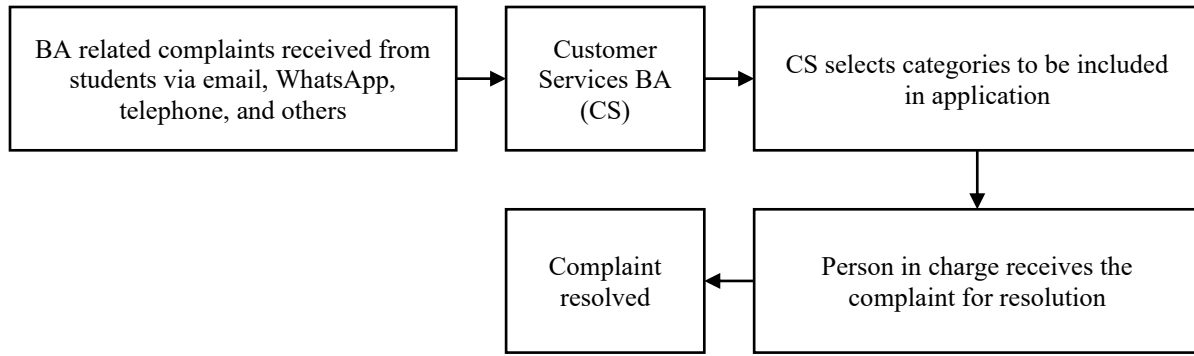 BA related complaints received from
students via email, WhatsApp,
telephone, and others
Customer
Services BA
(CS)
CS selects categories to be included
in application
Person in charge receives the
complaint for resolution
Complaint
resolved